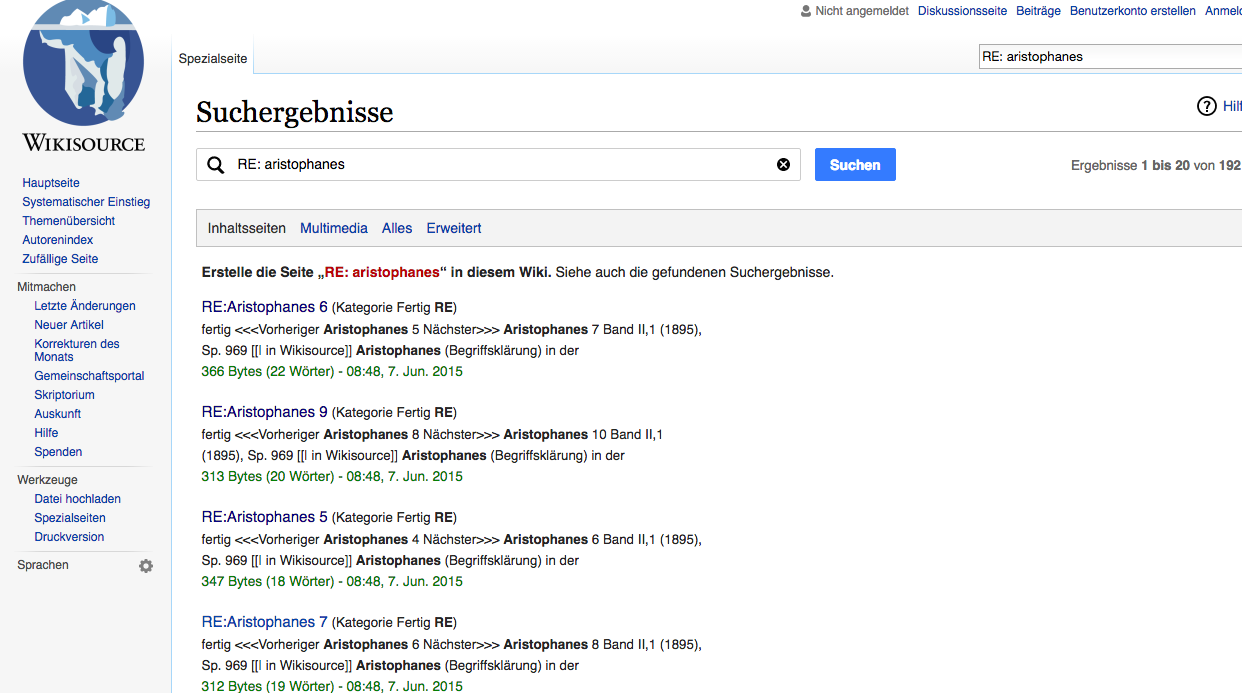 Nicht angemeldet Diskussionsseite Beiträge Benutzerkonto erstellen
Spezialseite
RE: aristophanes
Suchergebnisse
RE: aristophanes
Suchen
Ergebnisse 1 bis 20 von 192
Inhaltsseiten Multimedia Alles Erweitert
Erstelle die Seite „RE: aristophanes“ in diesem Wiki. Siehe auch die gefundenen Suchergebnisse.
RE:Aristophanes 6 (Kategorie Fertig RE)
fertig <<<Vorheriger Aristophanes 5 Nächster>>> Aristophanes 7 Band II,1 (1895),
Sp. 969 [[| in Wikisource]] Aristophanes (Begriffsklärung) in der
366 Bytes (22 Wörter) - 08:48, 7. Jun. 2015
RE:Aristophanes 9 (Kategorie Fertig RE)
fertig <<<Vorheriger Aristophanes 8 Nächster>>> Aristophanes 10 Band II,1
(1895), Sp. 969 [[| in Wikisource]] Aristophanes (Begriffsklärung) in der
313 Bytes (20 Wörter) - 08:48, 7. Jun. 2015
RE:Aristophanes 5 (Kategorie Fertig RE)
fertig <<<Vorheriger Aristophanes 4 Nächster>>> Aristophanes 6 Band II,1 (1895),
Sp. 969 [[| in Wikisource]] Aristophanes (Begriffsklärung) in der
347 Bytes (18 Wörter) - 08:48, 7. Jun. 2015
RE:Aristophanes 7 (Kategorie Fertig RE)
fertig <<<Vorheriger Aristophanes 6 Nächster>>> Aristophanes 8 Band II,1 (1895),
Sp. 969 [[| in Wikisource]] Aristophanes (Begriffsklärung) in der
312 Bytes (19 Wörter) - 08:48, 7. Jun. 2015
WIKISOURCE
Hauptseite
Systematischer Einstieg
Themenübersicht
Autorenindex
Zufällige Seite
Mitmachen
Letzte Änderungen
Neuer Artikel
Korrekturen des
Monats
Gemeinschaftsportal
Skriptorium
Auskunft
Hilfe
Spenden
Werkzeuge
Datei hochladen
Spezialseiten
Druckversion
Sprachen